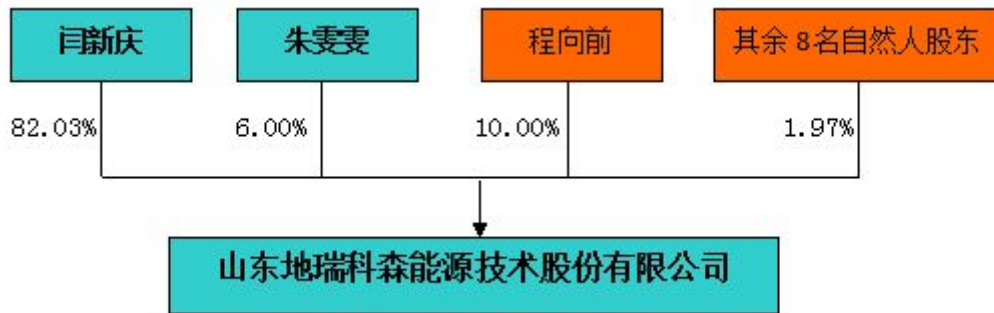 闫新庆
朱雯雯
程向前
其余8名自然人股东
82.03%
6.00%
10.00%
1.97%
山东地瑞科森能源技术股份有限公司